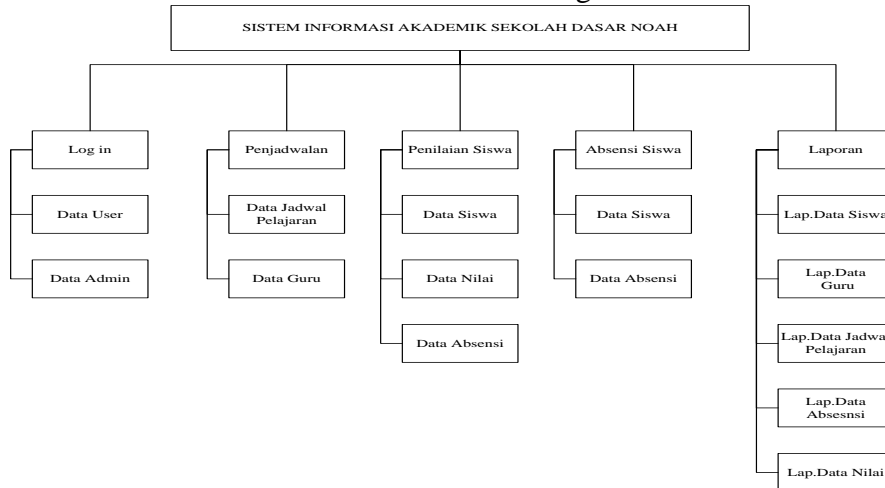 SISTEM INFORMASI AKADEMIK SEKOLAH DASAR NOAH
Log in
Penjadwalan
Penilaian Siswa
Absensi Siswa
Laporan
Data User
Data Jadwal
Pelajaran
Data Siswa
Data Siswa
Lap.Data Siswa
Data Admin
Data Guru
Data Nilai
Data Absensi
Lap.Data
Guru
Data Absensi
Lap.Data Jadwal
Pelajaran
Lap.Data
Absesnsi
Lap.Data Nilai